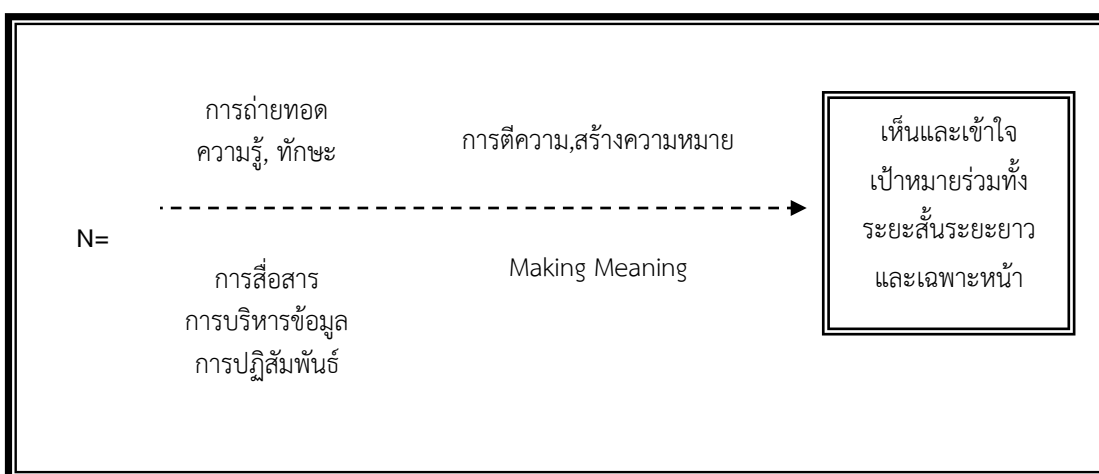 การถ่ายทอด
ความรู้, ทักษะ
การตีความ,สร้างความหมาย
N=
การสื่อสาร
การบริหารข้อมูล
การปฏิสัมพันธ์
Making Meaning
เห็นและเข้าใจ
เป้าหมายร่วมทั้ง
ระยะสั้นระยะยาว
และเฉพาะหน้า